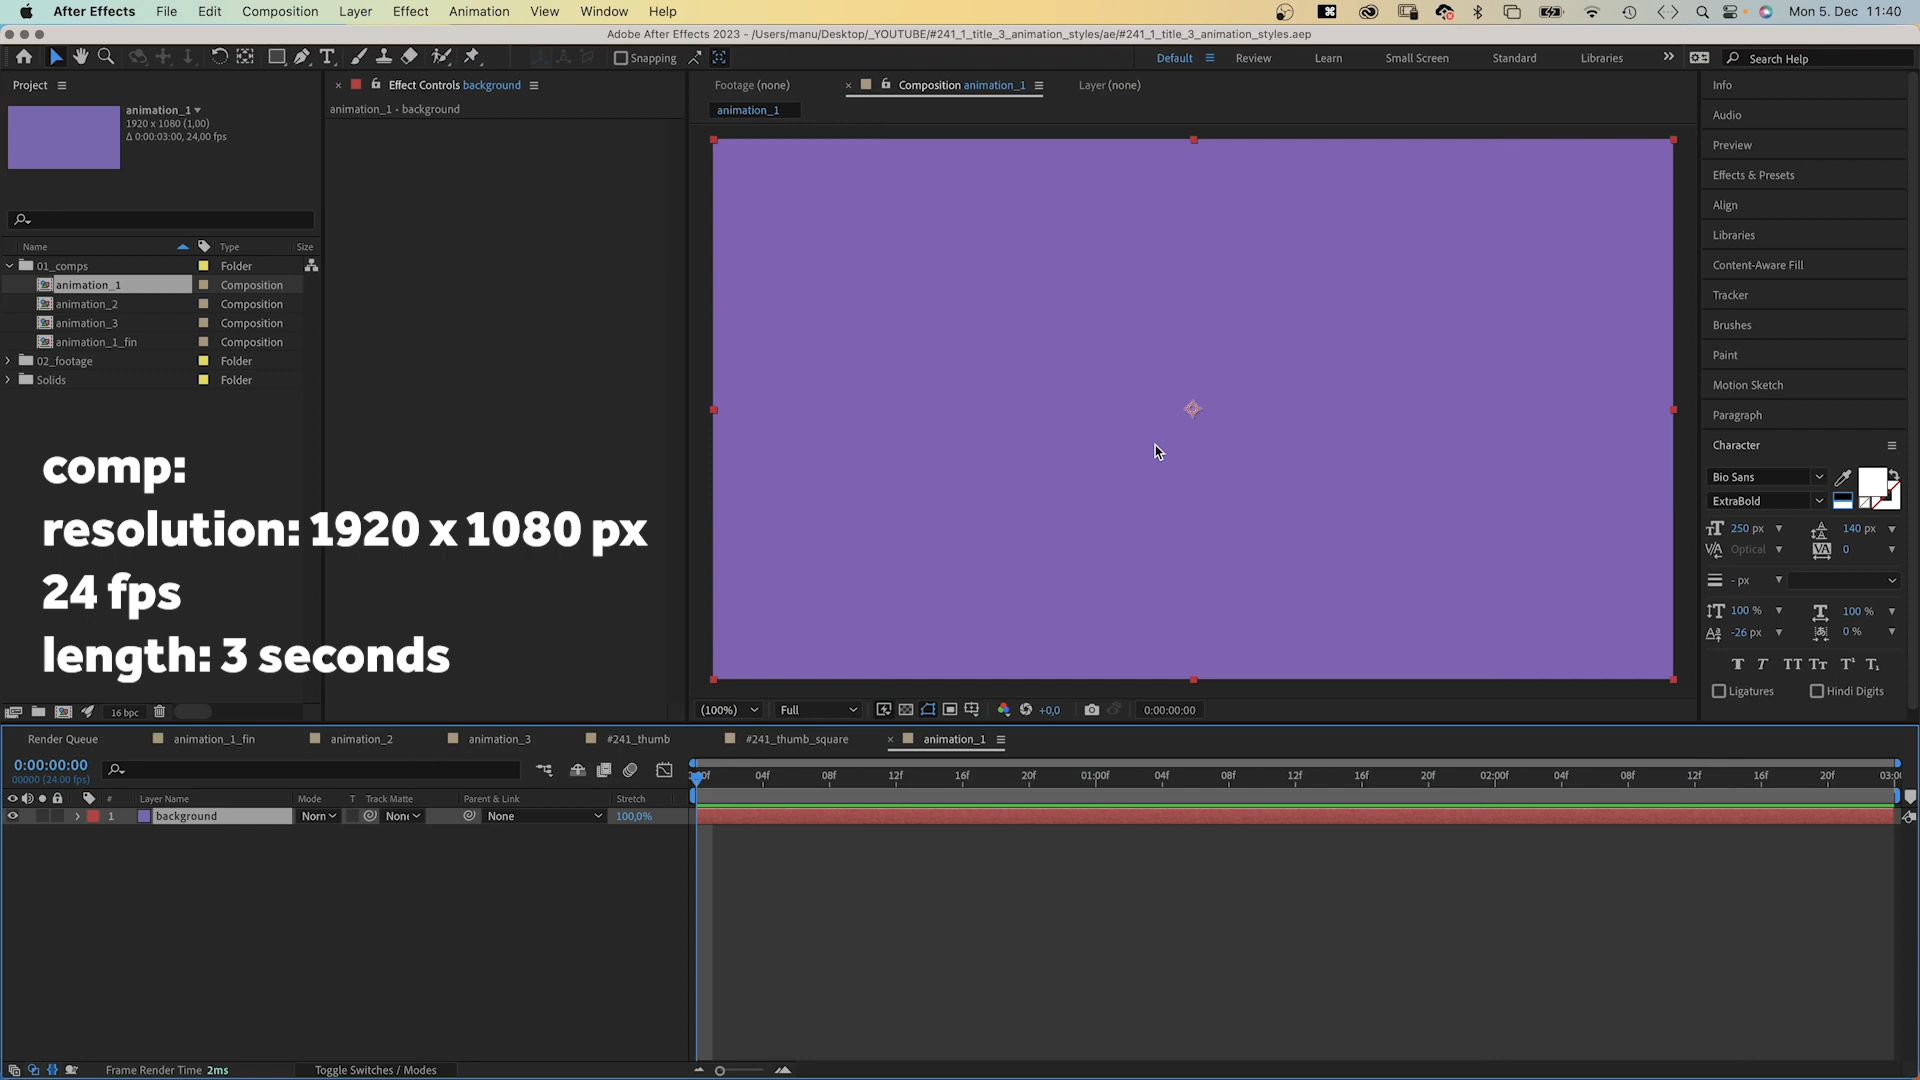 After Effects File Edit Composition Layer Effect Animation View Window Help Mon 5. Dec 11:40
Adobe After Effects 2023 - /Users/manu/Desktop/_YOUTUBE/#241_1_title_3_animation_styles/ae/#241_1_title_3_animation_styles.aep
Snapping Default Review Learn Small Screen Standard Libraries Search Help
Project
Effect Controls background
Footage (none)
Composition animation_1
Layer (none)
animation_1
1920 x 1080 (1,00)
Δ 0:00:03:00, 24,00 fps
animation_1 • background
animation_1
Name Type Size
01_comps Folder
animation_1 Composition
animation_2 Composition
animation_3 Composition
animation_1_fin Composition
02_footage Folder
Solids Folder
comp:
resolution: 1920 x 1080 px
24 fps
length: 3 seconds
16 bpc
(100%) Full +0,0 0:00:00:00
Info
Audio
Preview
Effects & Presets
Align
Libraries
Content-Aware Fill
Tracker
Brushes
Paint
Motion Sketch
Paragraph
Character
Bio Sans
ExtraBold
250 px 140 px
Optical 0
- px
100 % 100 %
-26 px 0 %
Ligatures Hindi Digits
Render Queue animation_1_fin animation_2 animation_3 #241_thumb #241_thumb_square animation_1
0:00:00:00
00000 (24.00 fps)
04f 08f 12f 16f 20f 01:00f 04f 08f 12f 16f 20f 02:00f 04f 08f 12f 16f 20f
# Layer Name Mode T Track Matte Parent & Link Stretch
1 background None 100,0%
Frame Render Time 2ms Toggle Switches / Modes